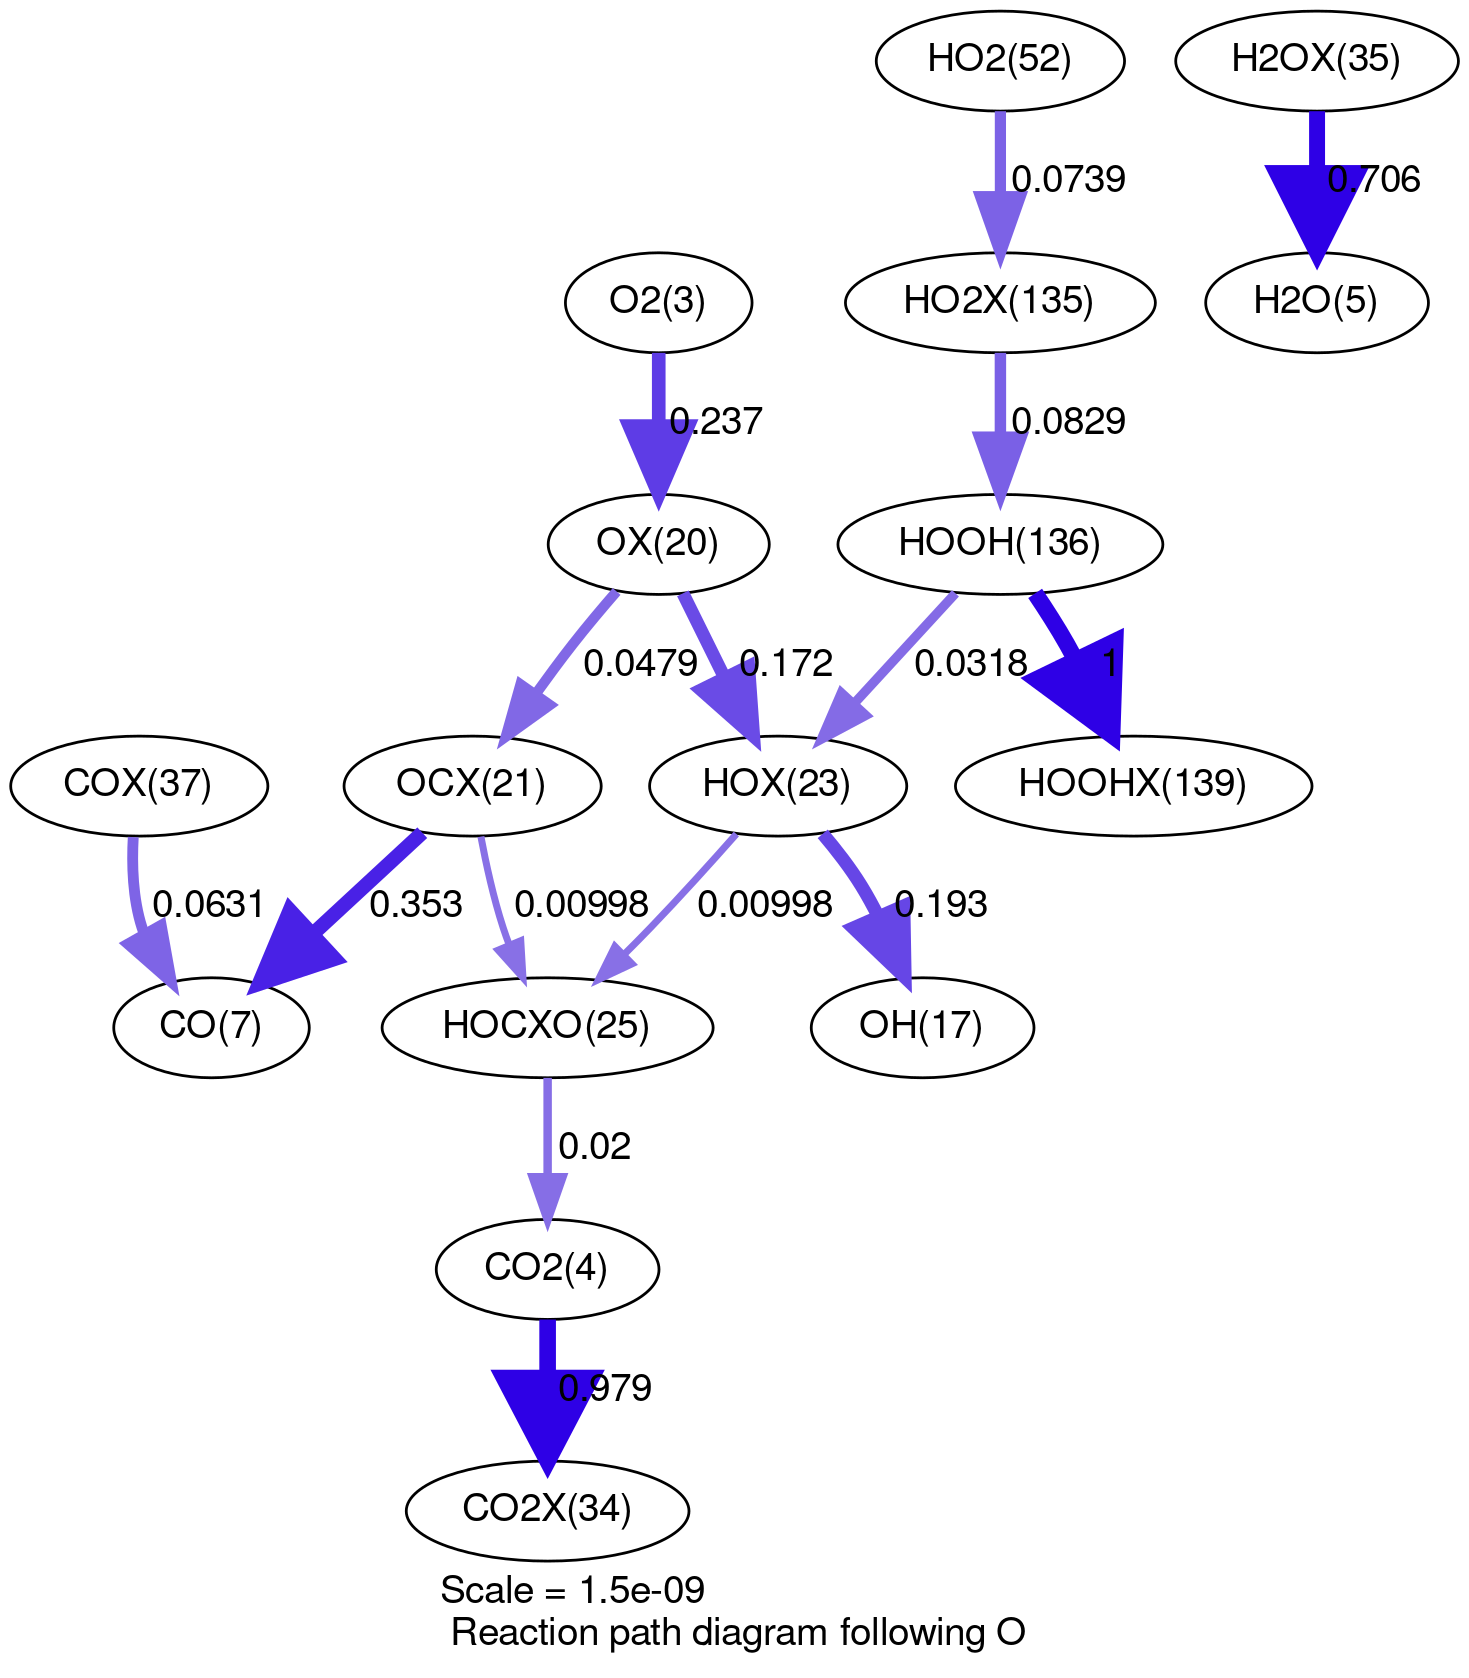 HO2(52)
H2OX(35)
0.0739
0.706
O2(3)
HO2X(135)
H2O(5)
0.237
0.0829
OX(20)
HOOH(136)
0.0479
0.172
0.0318
1
COX(37)
OCX(21)
HOX(23)
HOOHX(139)
0.0631
0.353
0.00998
0.00998
0.193
CO(7)
HOCXO(25)
OH(17)
0.02
CO2(4)
0.979
CO2X(34)
Scale = 1.5e-09
Reaction path diagram following O